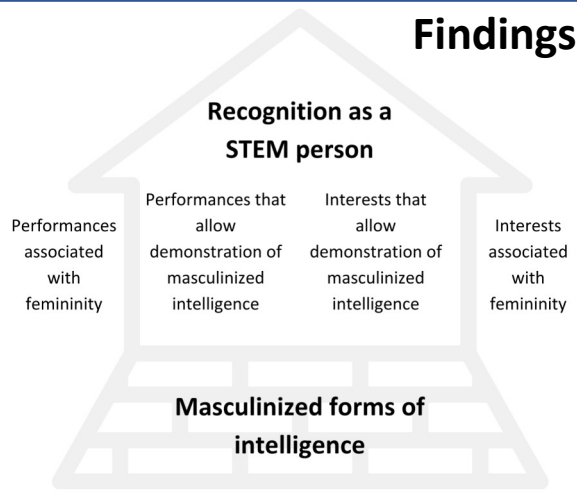 Findings
Recognition as a
STEM person
Performances
associated
with
femininity
Performances that
allow
demonstration of
masculinized
intelligence
Interests that
allow
demonstration of
masculinized
intelligence
Interests
associated
with
femininity
Masculinized forms of
intelligence